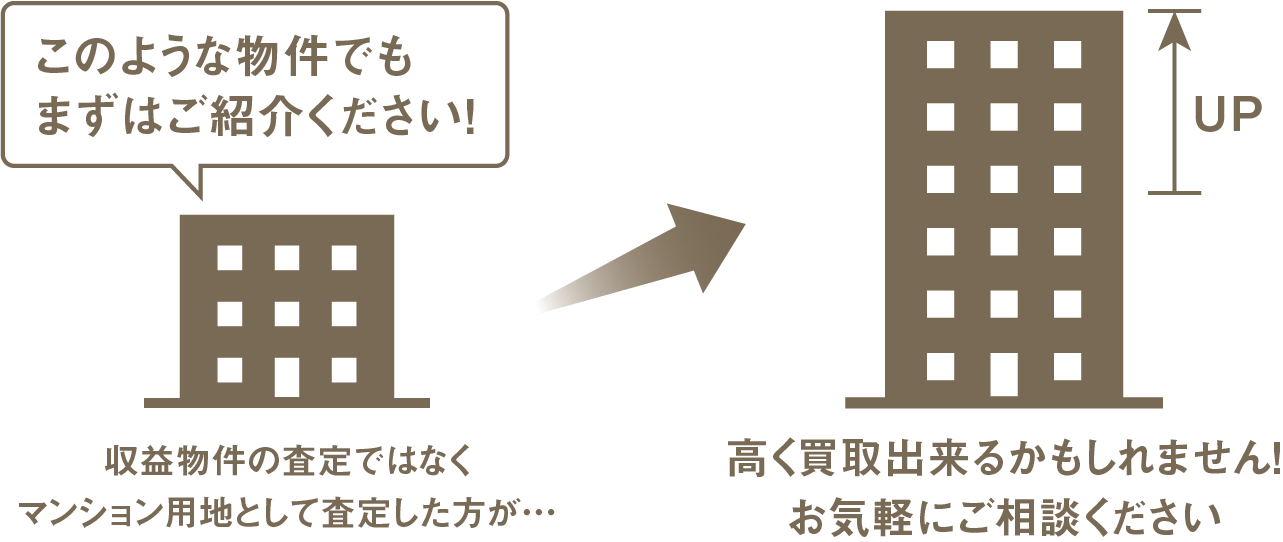 このような物件でも
まずはご紹介ください!
UP
収益物件の査定ではなく
マンション用地として査定した方が…
高く買取出来るかもしれません!
お気軽にご相談ください